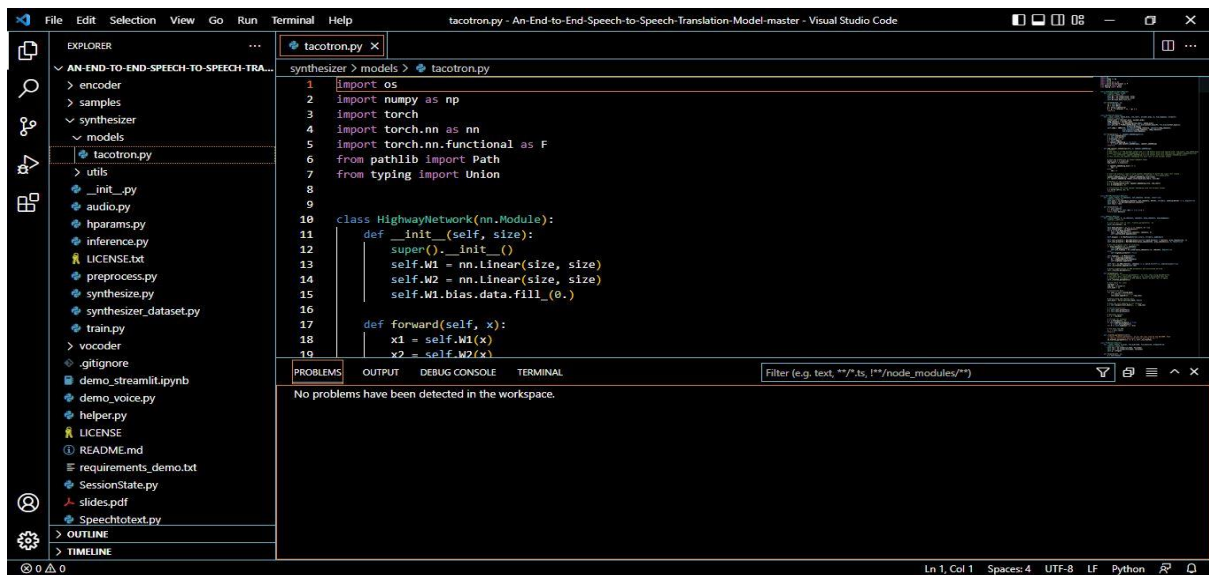 File Edit Selection View Go Run Terminal Help tacotron.py - An-End-to-End-Speech-to-Speech-Translation-Model-master - Visual Studio Code
EXPLORER
AN-END-TO-END-SPEECH-TO-SPEECH-TRA...
encoder
samples
synthesizer
models
tacotron.py
utils
__init__.py
audio.py
hparams.py
inference.py
LICENSE.txt
preprocess.py
synthesize.py
synthesizer_dataset.py
train.py
vocoder
.gitignore
demo_streamlit.ipynb
demo_voice.py
helper.py
LICENSE
README.md
requirements_demo.txt
SessionState.py
slides.pdf
Speechtotext.py
OUTLINE
TIMELINE
tacotron.py
synthesizer > models > tacotron.py
1 import os
2 import numpy as np
3 import torch
4 import torch.nn as nn
5 import torch.nn.functional as F
6 from pathlib import Path
7 from typing import Union
8
9
10 class HighwayNetwork(nn.Module):
11 def __init__(self, size):
12 super().__init__()
13 self.W1 = nn.Linear(size, size)
14 self.W2 = nn.Linear(size, size)
15 self.W1.bias.data.fill_(0.)
16
17 def forward(self, x):
18 x1 = self.W1(x)
19 x2 = self.W2(x)
PROBLEMS OUTPUT DEBUG CONSOLE TERMINAL Filter (e.g. text, **/*.ts, !**/node_modules/**)
No problems have been detected in the workspace.
0 0 Ln 1, Col 1 Spaces: 4 UTF-8 LF Python